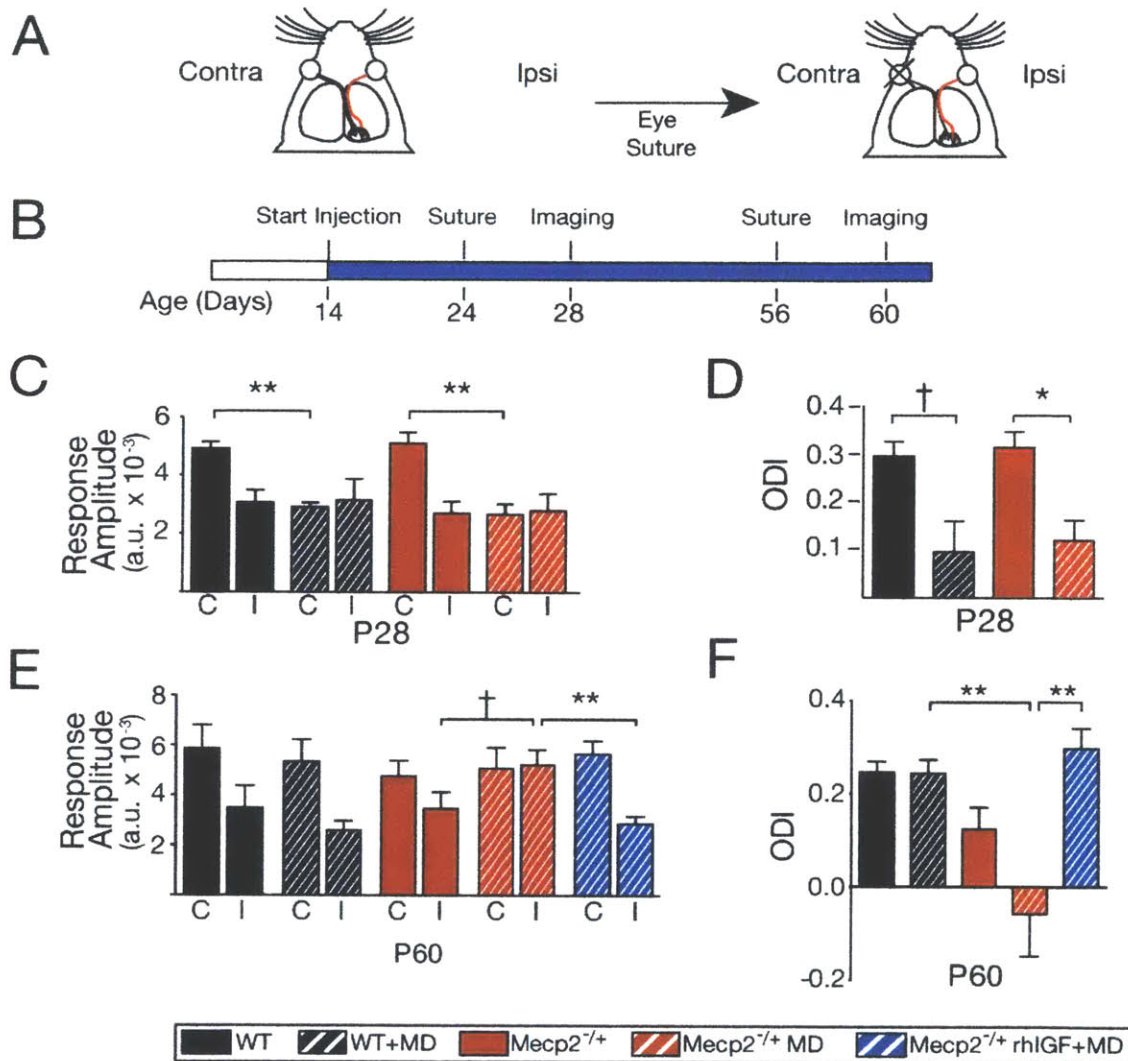 A
Contra
Ipsi
Eye
Suture
Contra
Ipsi
B
Start Injection Suture Imaging Suture Imaging
Age (Days) 14 24 28 56 60
C
Response
Amplitude
(a.u. x 10⁻³)
6
4
2
** **
C I C I C I C I
P28
D
ODI
0.4
0.3
0.2
0.1
† *
P28
E
Response
Amplitude
(a.u. x 10⁻³)
8
6
4
2
† **
C I C I C I C I C I
P60
F
ODI
0.4
0.2
0.0
-0.2
** **
P60
WT WT+MD Mecp2⁻/⁺ Mecp2⁻/⁺ MD Mecp2⁻/⁺ rhIGF+MD